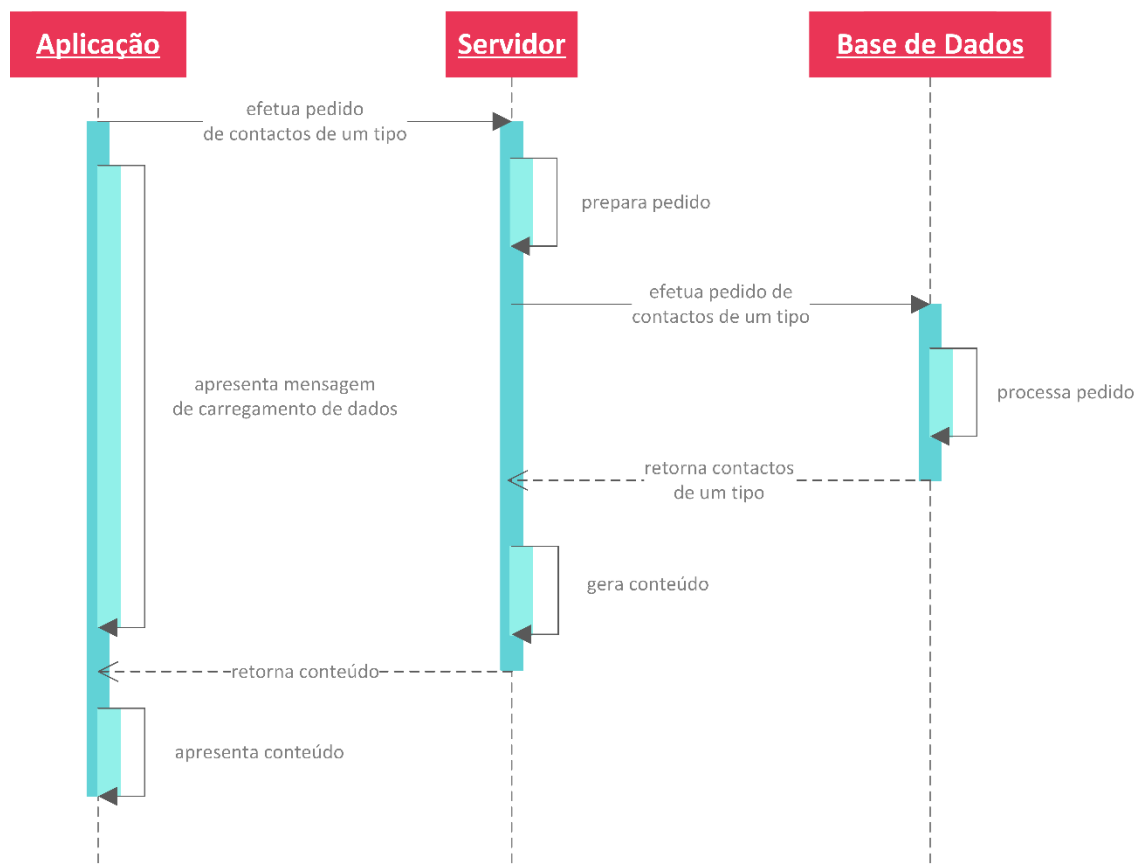 Aplicação
Servidor
Base de Dados
efetua pedido
de contactos de um tipo
prepara pedido
efetua pedido de
contactos de um tipo
apresenta mensagem
de carregamento de dados
processa pedido
retorna contactos
de um tipo
gera conteúdo
retorna conteúdo
apresenta conteúdo